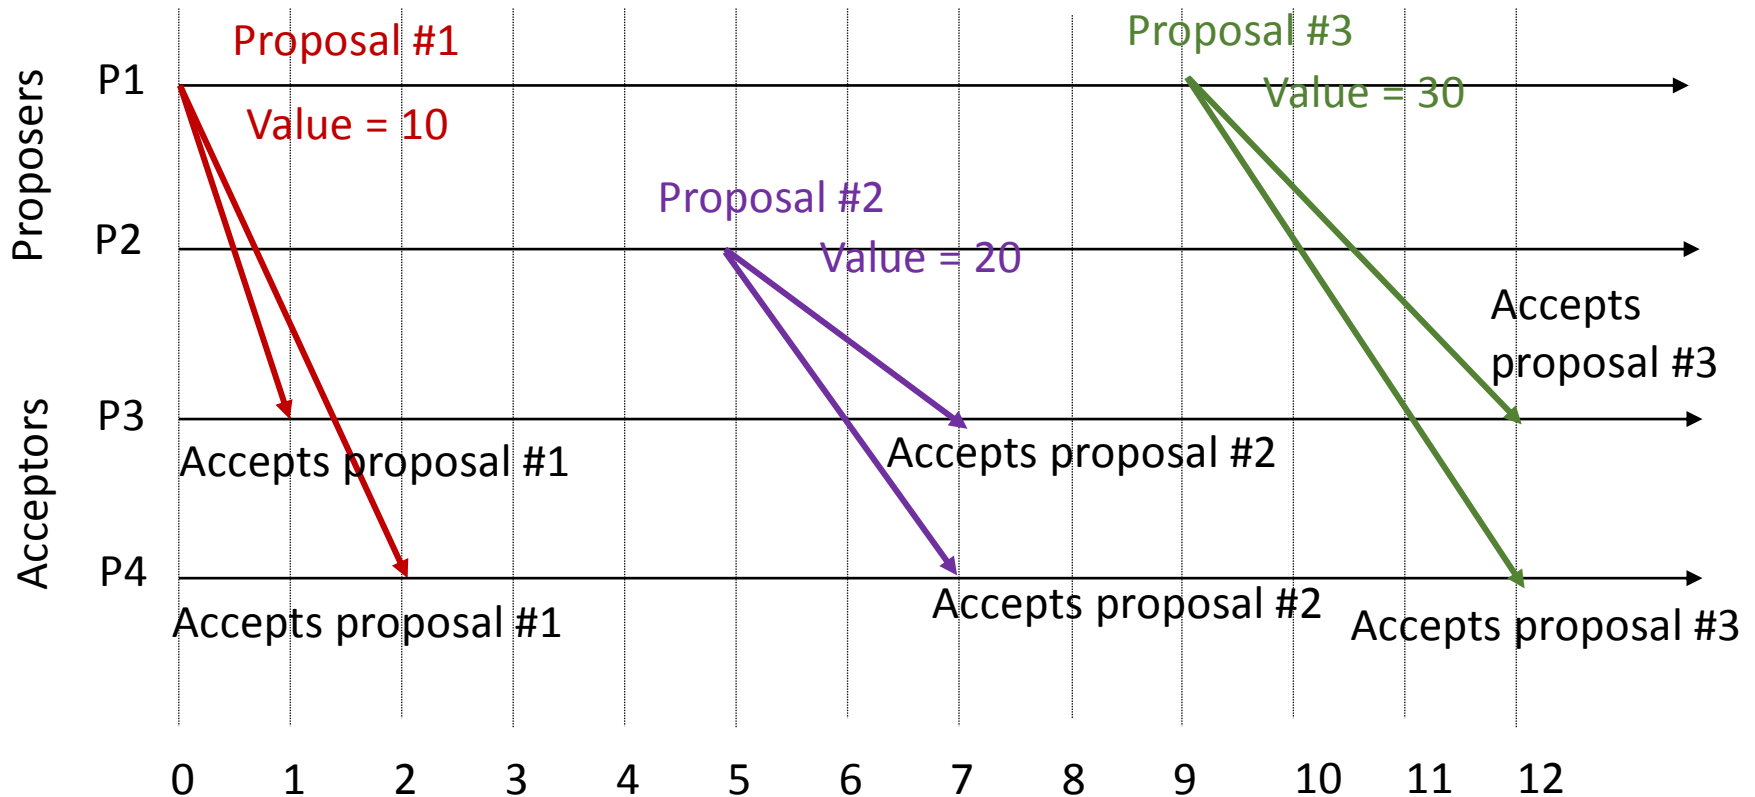 Proposers
Acceptors
Proposal #1
Value = 10
Proposal #2
Value = 20
Proposal #3
Value = 30
P1
P2
P3
P4
Accepts
proposal #3
Accepts proposal #1
Accepts proposal #2
Accepts proposal #1
Accepts proposal #2
Accepts proposal #3
0 1 2 3 4 5 6 7 8 9 10 11 12